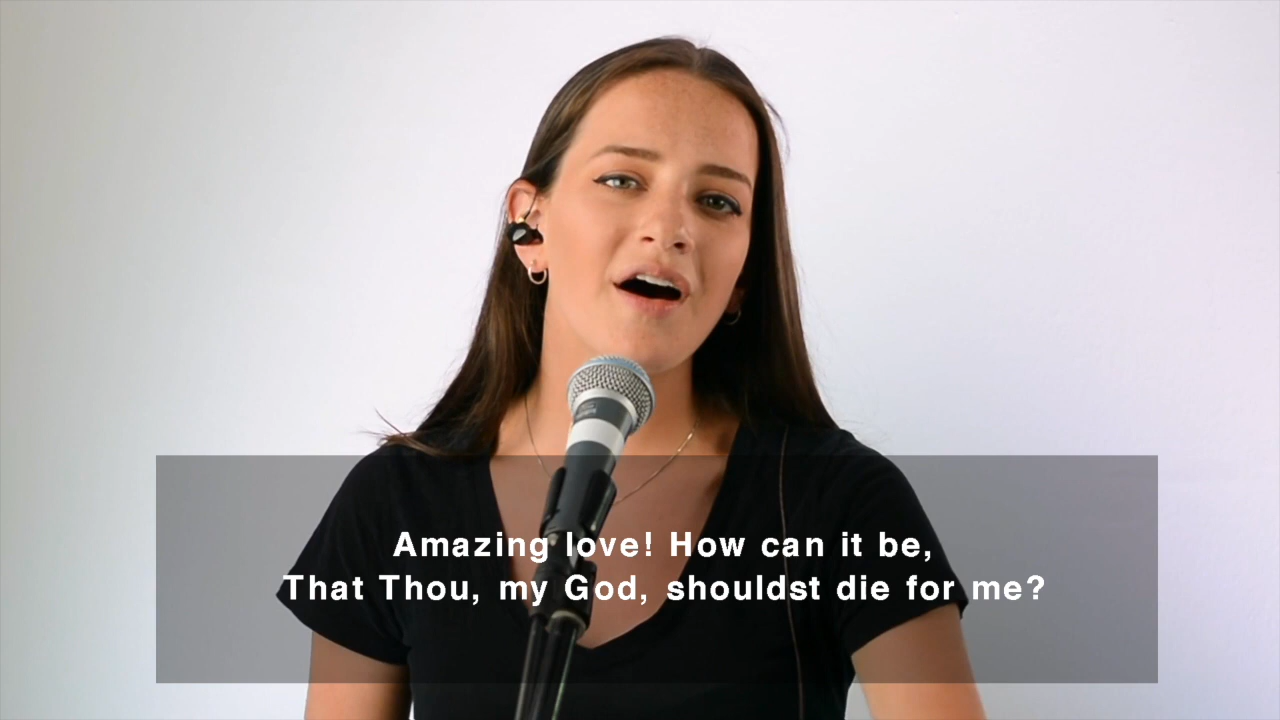 Amazing love! How can it be,
That Thou, my God, shouldst die for me?